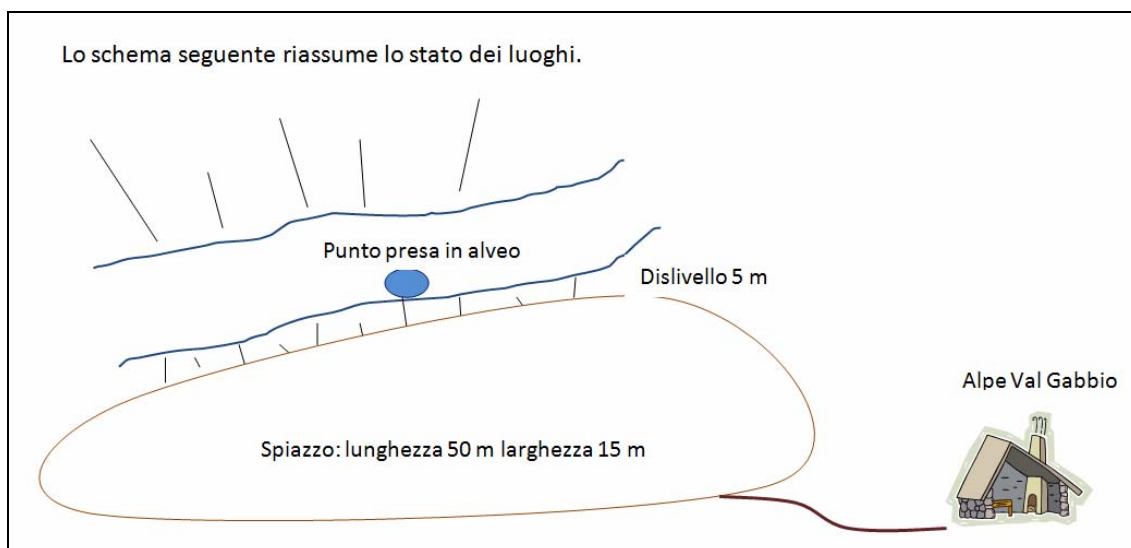 Lo schema seguente riassume lo stato dei luoghi.
Punto presa in alveo
Dislivello 5 m
Alpe Val Gabbio
Spiazzo: lunghezza 50 m larghezza 15 m